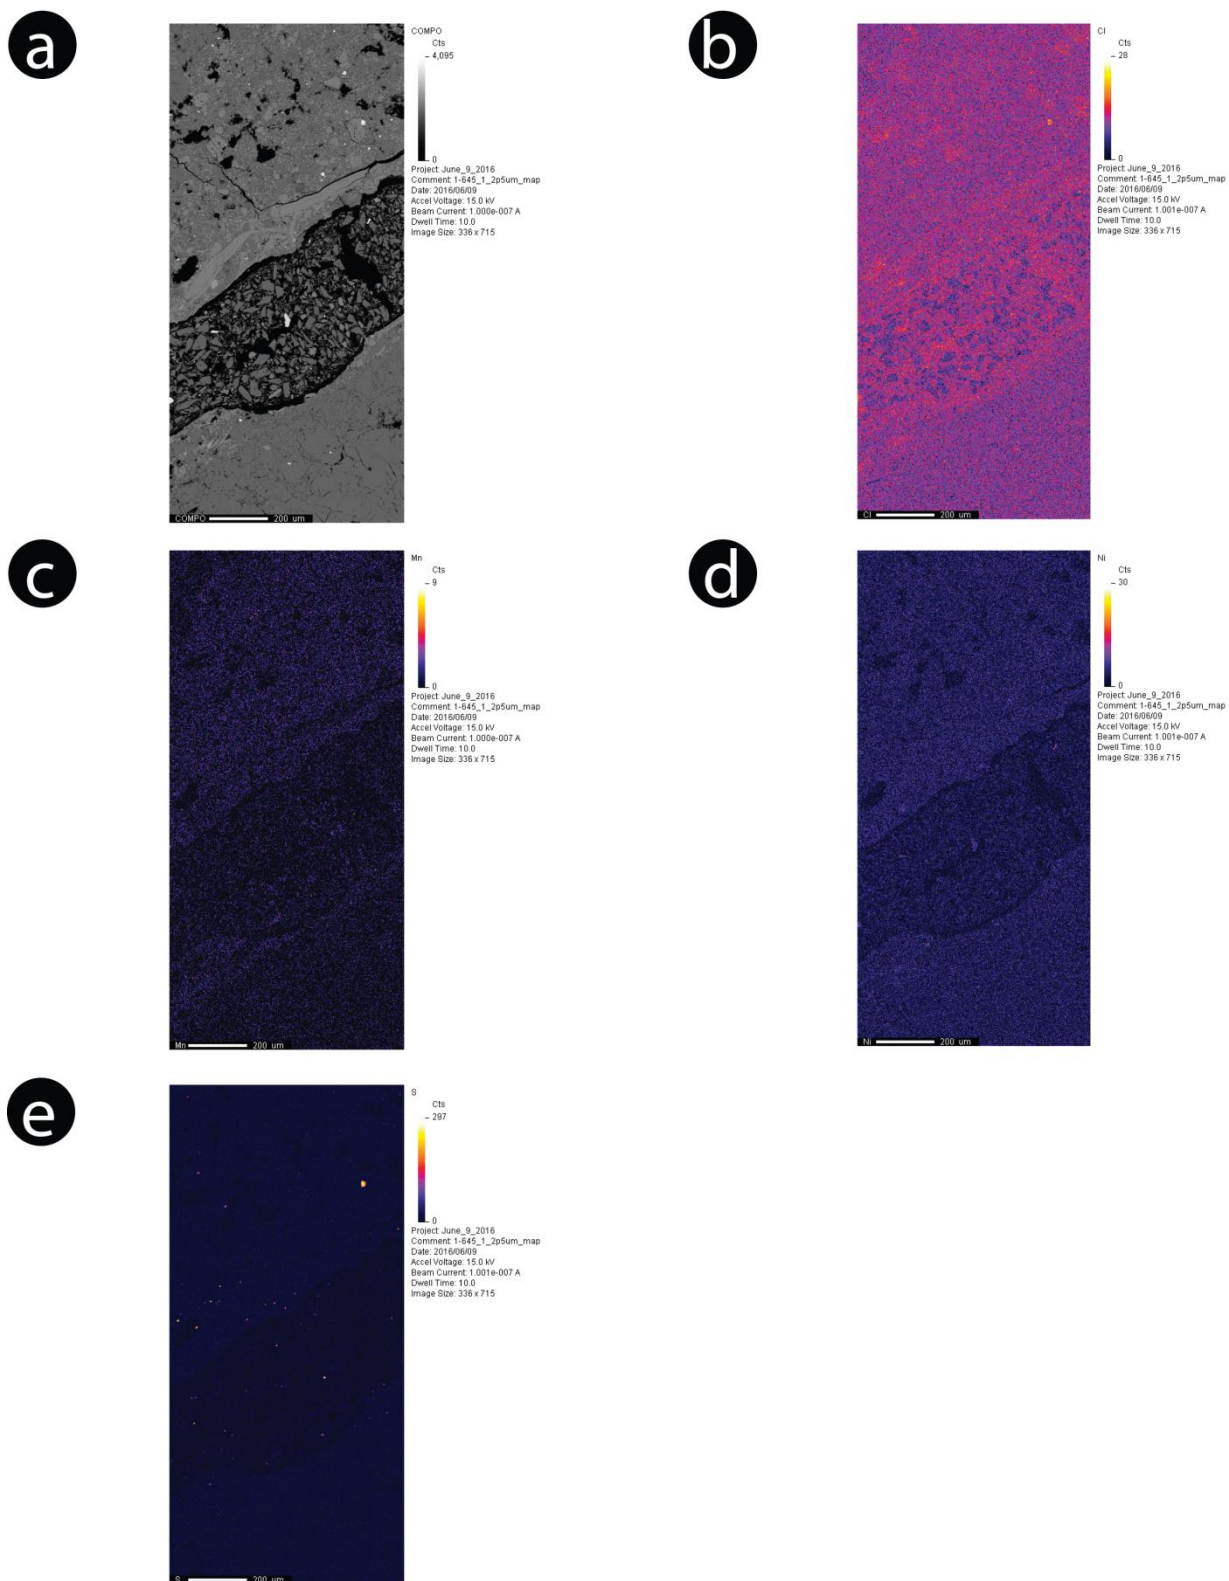 a
COMPO
Cts
4,095
0
Project: June_9_2016
Comment: 1-645_1_2p5um_map
Date: 2016/06/09
Accel Voltage: 15.0 kV
Beam Current: 1.000e-007 A
Dwell Time: 10.0
Image Size: 336 x 715
COMPO 200 um
b
Cl
Cts
28
0
Project: June_9_2016
Comment: 1-645_1_2p5um_map
Date: 2016/06/09
Accel Voltage: 15.0 kV
Beam Current: 1.001e-007 A
Dwell Time: 10.0
Image Size: 336 x 715
Cl 200 um
c
Mn
Cts
9
0
Project: June_9_2016
Comment: 1-645_1_2p5um_map
Date: 2016/06/09
Accel Voltage: 15.0 kV
Beam Current: 1.000e-007 A
Dwell Time: 10.0
Image Size: 336 x 715
Mn 200 um
d
Ni
Cts
30
0
Project: June_9_2016
Comment: 1-645_1_2p5um_map
Date: 2016/06/09
Accel Voltage: 15.0 kV
Beam Current: 1.001e-007 A
Dwell Time: 10.0
Image Size: 336 x 715
Ni 200 um
e
S
Cts
297
0
Project: June_9_2016
Comment: 1-645_1_2p5um_map
Date: 2016/06/09
Accel Voltage: 15.0 kV
Beam Current: 1.001e-007 A
Dwell Time: 10.0
Image Size: 336 x 715
S 200 um